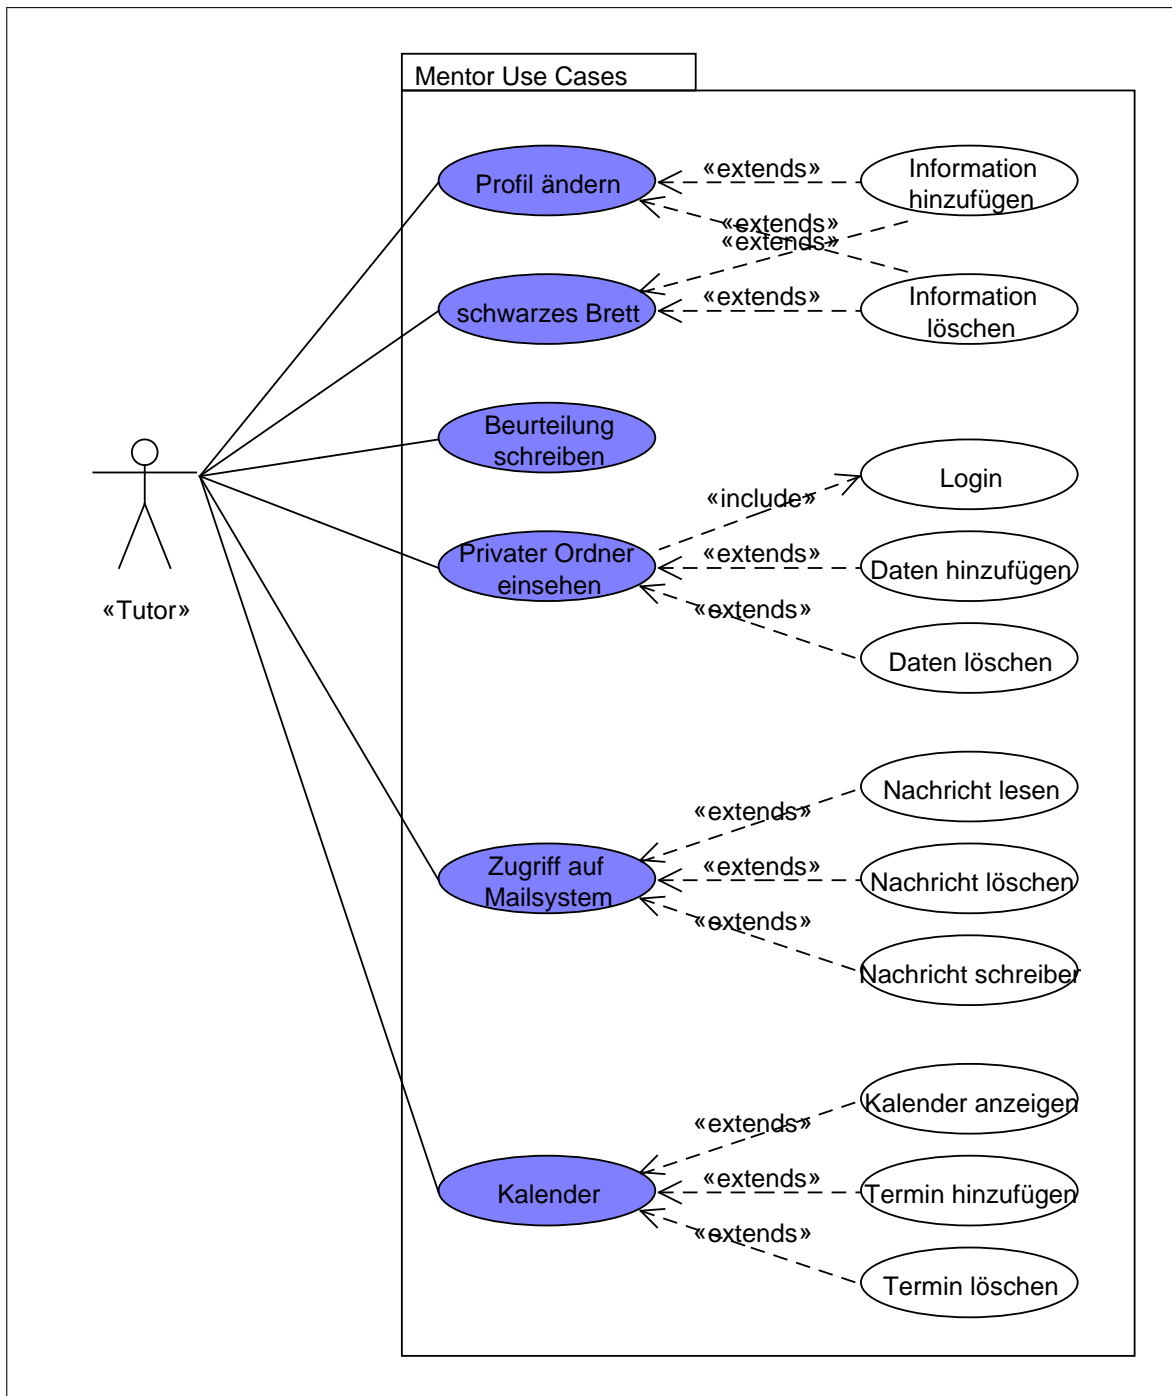 Mentor Use Cases
Profil ändern
«extends»
Information
hinzufügen
«extends»
«extends»
schwarzes Brett
«extends»
Information
löschen
Beurteilung
schreiben
«include»
Login
Privater Ordner
einsehen
«extends»
Daten hinzufügen
«Tutor»
«extends»
Daten löschen
«extends»
Nachricht lesen
Zugriff auf
Mailsystem
«extends»
Nachricht löschen
«extends»
Nachricht schreiber
«extends»
Kalender anzeigen
Kalender
«extends»
Termin hinzufügen
«extends»
Termin löschen